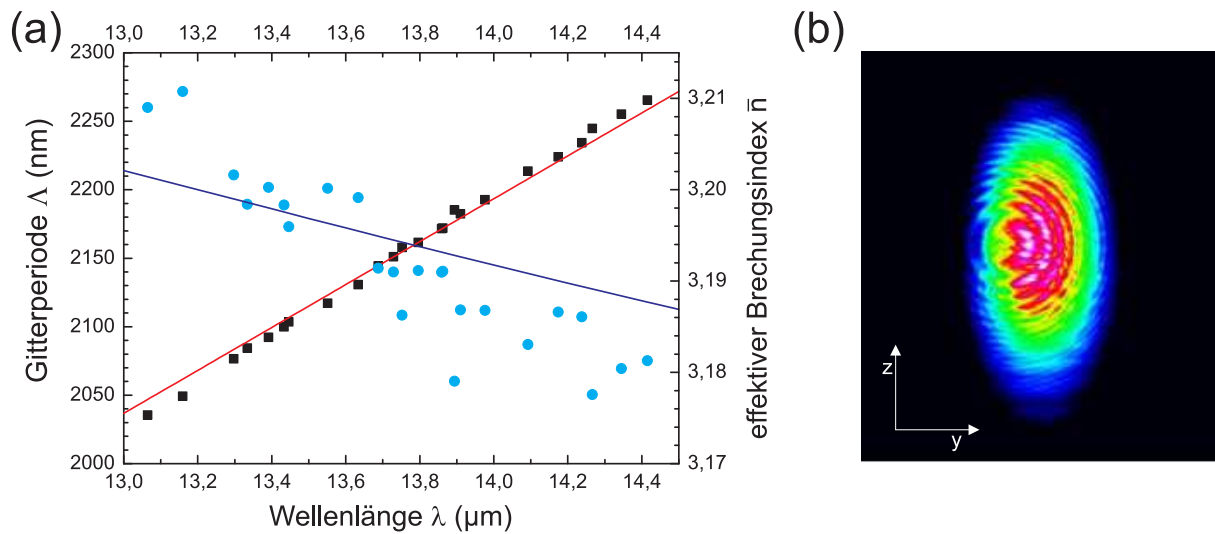 (a)
13,0 13,2 13,4 13,6 13,8 14,0 14,2 14,4
2300
2250
2200
2150
2100
2050
2000
Gitterperiode Λ (nm)
3,21
3,20
3,19
3,18
3,17
effektiver Brechungsindex n̄
13,0 13,2 13,4 13,6 13,8 14,0 14,2 14,4
Wellenlänge λ (µm)
(b)
z
y